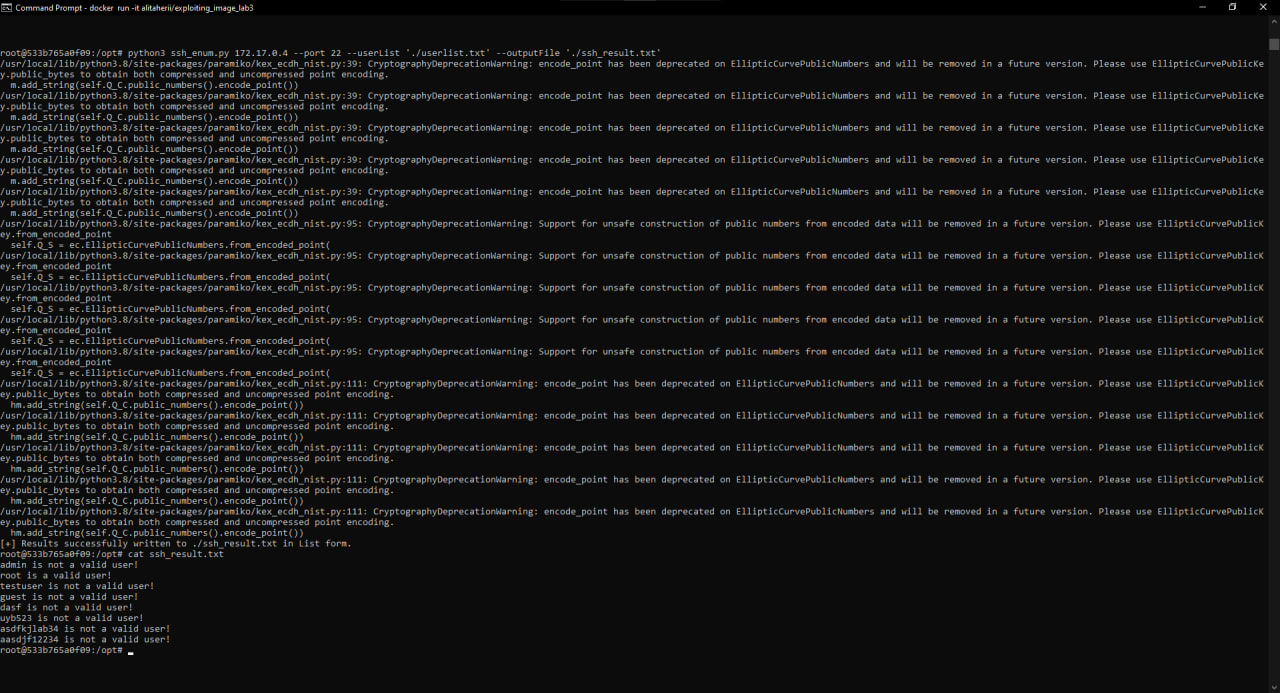 Command Prompt - docker run -it alitaherii/exploiting_image_lab3
root@533b765a0f09:/opt# python3 ssh_enum.py 172.17.0.4 --port 22 --userList './userlist.txt' --outputFile './ssh_result.txt'
/usr/local/lib/python3.8/site-packages/paramiko/kex_ecdh_nist.py:39: CryptographyDeprecationWarning: encode_point has been deprecated on EllipticCurvePublicNumbers and will be removed in a future version. Please use EllipticCurvePublicKe
y.public_bytes to obtain both compressed and uncompressed point encoding.
  m.add_string(self.Q_C.public_numbers().encode_point())
/usr/local/lib/python3.8/site-packages/paramiko/kex_ecdh_nist.py:39: CryptographyDeprecationWarning: encode_point has been deprecated on EllipticCurvePublicNumbers and will be removed in a future version. Please use EllipticCurvePublicKe
y.public_bytes to obtain both compressed and uncompressed point encoding.
  m.add_string(self.Q_C.public_numbers().encode_point())
/usr/local/lib/python3.8/site-packages/paramiko/kex_ecdh_nist.py:39: CryptographyDeprecationWarning: encode_point has been deprecated on EllipticCurvePublicNumbers and will be removed in a future version. Please use EllipticCurvePublicKe
y.public_bytes to obtain both compressed and uncompressed point encoding.
  m.add_string(self.Q_C.public_numbers().encode_point())
/usr/local/lib/python3.8/site-packages/paramiko/kex_ecdh_nist.py:39: CryptographyDeprecationWarning: encode_point has been deprecated on EllipticCurvePublicNumbers and will be removed in a future version. Please use EllipticCurvePublicKe
y.public_bytes to obtain both compressed and uncompressed point encoding.
  m.add_string(self.Q_C.public_numbers().encode_point())
/usr/local/lib/python3.8/site-packages/paramiko/kex_ecdh_nist.py:39: CryptographyDeprecationWarning: encode_point has been deprecated on EllipticCurvePublicNumbers and will be removed in a future version. Please use EllipticCurvePublicKe
y.public_bytes to obtain both compressed and uncompressed point encoding.
  m.add_string(self.Q_C.public_numbers().encode_point())
/usr/local/lib/python3.8/site-packages/paramiko/kex_ecdh_nist.py:95: CryptographyDeprecationWarning: Support for unsafe construction of public numbers from encoded data will be removed in a future version. Please use EllipticCurvePublicK
ey.from_encoded_point
  self.Q_S = ec.EllipticCurvePublicNumbers.from_encoded_point(
/usr/local/lib/python3.8/site-packages/paramiko/kex_ecdh_nist.py:95: CryptographyDeprecationWarning: Support for unsafe construction of public numbers from encoded data will be removed in a future version. Please use EllipticCurvePublicK
ey.from_encoded_point
  self.Q_S = ec.EllipticCurvePublicNumbers.from_encoded_point(
/usr/local/lib/python3.8/site-packages/paramiko/kex_ecdh_nist.py:95: CryptographyDeprecationWarning: Support for unsafe construction of public numbers from encoded data will be removed in a future version. Please use EllipticCurvePublicK
ey.from_encoded_point
  self.Q_S = ec.EllipticCurvePublicNumbers.from_encoded_point(
/usr/local/lib/python3.8/site-packages/paramiko/kex_ecdh_nist.py:95: CryptographyDeprecationWarning: Support for unsafe construction of public numbers from encoded data will be removed in a future version. Please use EllipticCurvePublicK
ey.from_encoded_point
  self.Q_S = ec.EllipticCurvePublicNumbers.from_encoded_point(
/usr/local/lib/python3.8/site-packages/paramiko/kex_ecdh_nist.py:95: CryptographyDeprecationWarning: Support for unsafe construction of public numbers from encoded data will be removed in a future version. Please use EllipticCurvePublicK
ey.from_encoded_point
  self.Q_S = ec.EllipticCurvePublicNumbers.from_encoded_point(
/usr/local/lib/python3.8/site-packages/paramiko/kex_ecdh_nist.py:111: CryptographyDeprecationWarning: encode_point has been deprecated on EllipticCurvePublicNumbers and will be removed in a future version. Please use EllipticCurvePublicK
ey.public_bytes to obtain both compressed and uncompressed point encoding.
  hm.add_string(self.Q_C.public_numbers().encode_point())
/usr/local/lib/python3.8/site-packages/paramiko/kex_ecdh_nist.py:111: CryptographyDeprecationWarning: encode_point has been deprecated on EllipticCurvePublicNumbers and will be removed in a future version. Please use EllipticCurvePublicK
ey.public_bytes to obtain both compressed and uncompressed point encoding.
  hm.add_string(self.Q_C.public_numbers().encode_point())
/usr/local/lib/python3.8/site-packages/paramiko/kex_ecdh_nist.py:111: CryptographyDeprecationWarning: encode_point has been deprecated on EllipticCurvePublicNumbers and will be removed in a future version. Please use EllipticCurvePublicK
ey.public_bytes to obtain both compressed and uncompressed point encoding.
  hm.add_string(self.Q_C.public_numbers().encode_point())
/usr/local/lib/python3.8/site-packages/paramiko/kex_ecdh_nist.py:111: CryptographyDeprecationWarning: encode_point has been deprecated on EllipticCurvePublicNumbers and will be removed in a future version. Please use EllipticCurvePublicK
ey.public_bytes to obtain both compressed and uncompressed point encoding.
  hm.add_string(self.Q_C.public_numbers().encode_point())
/usr/local/lib/python3.8/site-packages/paramiko/kex_ecdh_nist.py:111: CryptographyDeprecationWarning: encode_point has been deprecated on EllipticCurvePublicNumbers and will be removed in a future version. Please use EllipticCurvePublicK
ey.public_bytes to obtain both compressed and uncompressed point encoding.
  hm.add_string(self.Q_C.public_numbers().encode_point())
[+] Results successfully written to ./ssh_result.txt in List form.
root@533b765a0f09:/opt# cat ssh_result.txt
admin is not a valid user!
root is a valid user!
testuser is not a valid user!
guest is not a valid user!
dasf is not a valid user!
uyb523 is not a valid user!
asdfkjlab34 is not a valid user!
aasdjf12234 is not a valid user!
root@533b765a0f09:/opt#